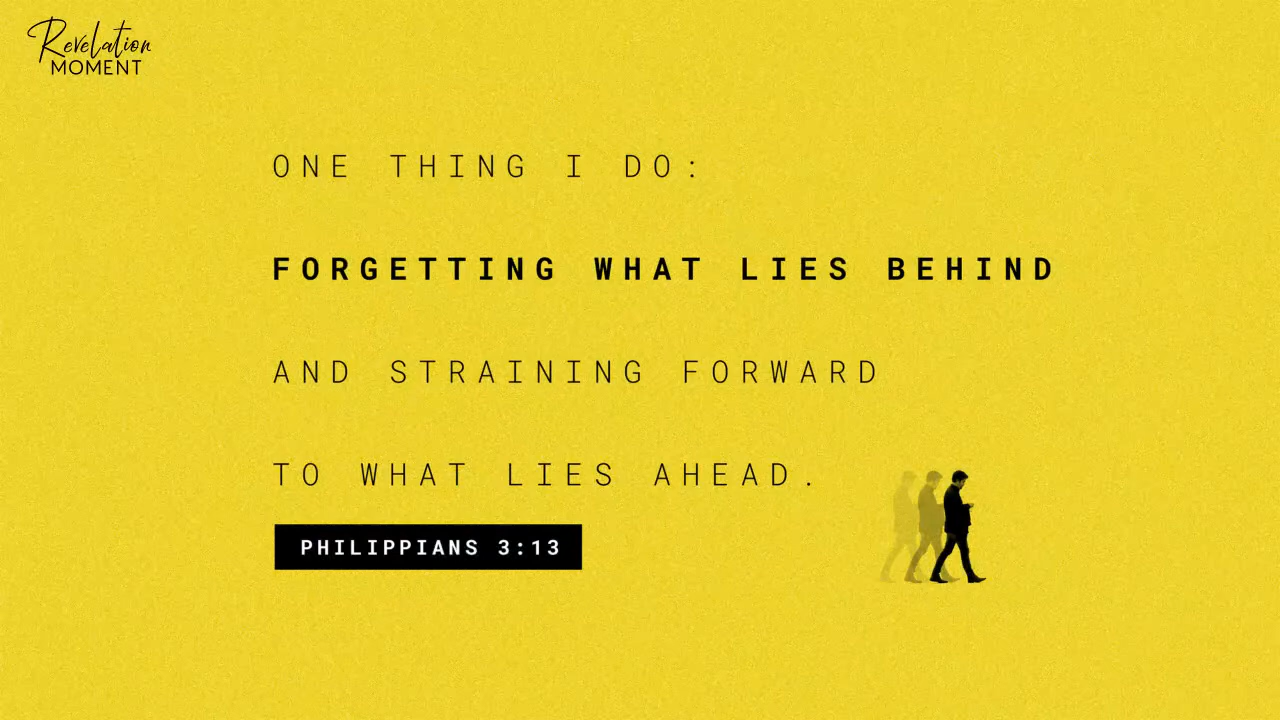 Revelation
MOMENT
ONE THING I DO:
FORGETTING WHAT LIES BEHIND
AND STRAINING FORWARD
TO WHAT LIES AHEAD.
PHILIPPIANS 3:13